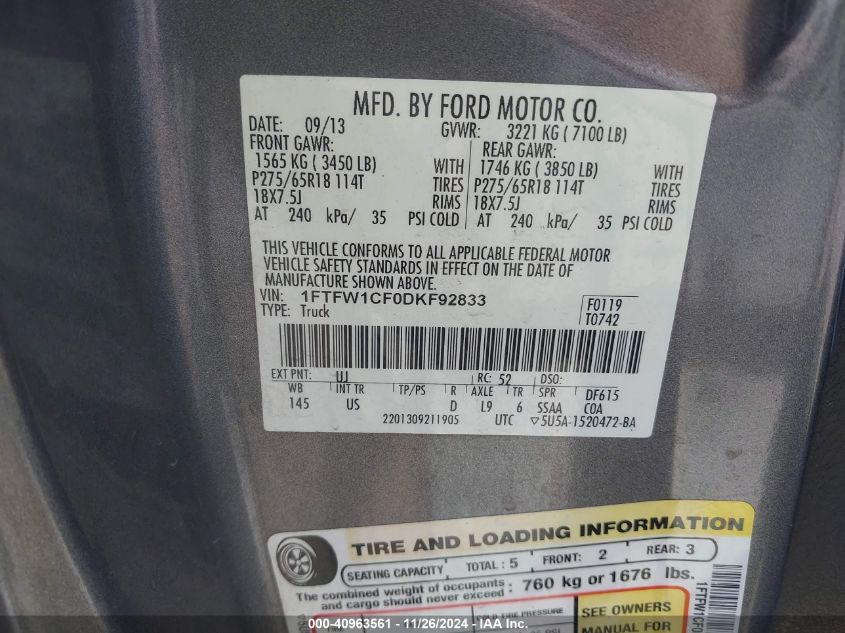 MFD. BY FORD MOTOR CO.
DATE: 09/13 GVWR: 3221 KG ( 7100 LB)
FRONT GAWR: REAR GAWR:
1565 KG ( 3450 LB) WITH 1746 KG ( 3850 LB) WITH
P275/65R18 114T TIRES P275/65R18 114T TIRES
18X7.5J RIMS 18X7.5J RIMS
AT 240 kPa/ 35 PSI COLD AT 240 kPa/ 35 PSI COLD
THIS VEHICLE CONFORMS TO ALL APPLICABLE FEDERAL MOTOR
VEHICLE SAFETY STANDARDS IN EFFECT ON THE DATE OF
MANUFACTURE SHOWN ABOVE.
VIN: 1FTFW1CF0DKF92833 F0119
TYPE: Truck T0742
EXT PNT: UJ RC: 52 DSO:
WB INT TR TP/PS R AXLE TR SPR DF615
145 US D L9 6 SSAA COA
2201309211905 UTC ▽5U5A-1520472-BA
TIRE AND LOADING INFORMATION
SEATING CAPACITY TOTAL : 5 FRONT: 2 REAR: 3
The combined weight of occupants and cargo should never exceed : 760 kg or 1676 lbs.
TIRE PRESSURE SEE OWNERS
MANUAL FOR
000-40963561 - 11/26/2024 - IAAI.COM